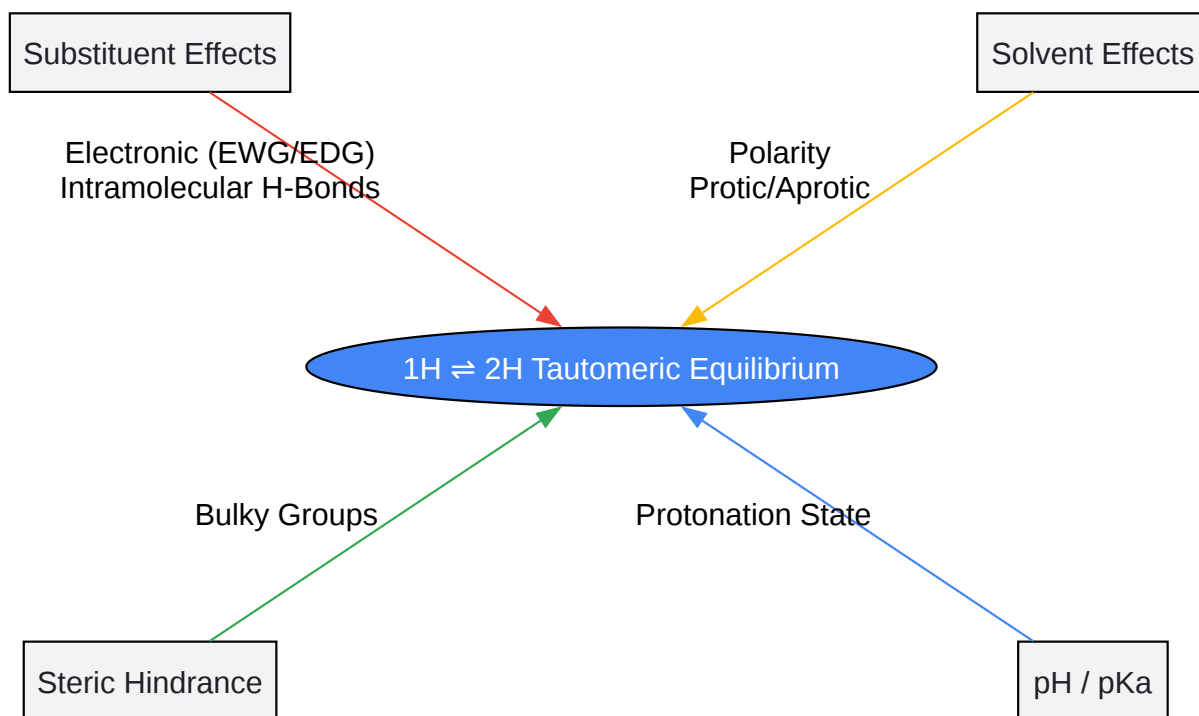 Substituent Effects
Solvent Effects
Electronic (EWG/EDG)
Intramolecular H-Bonds
Polarity
Protic/Aprotic
1H ⇌ 2H Tautomeric Equilibrium
Bulky Groups
Protonation State
Steric Hindrance
pH / pKa